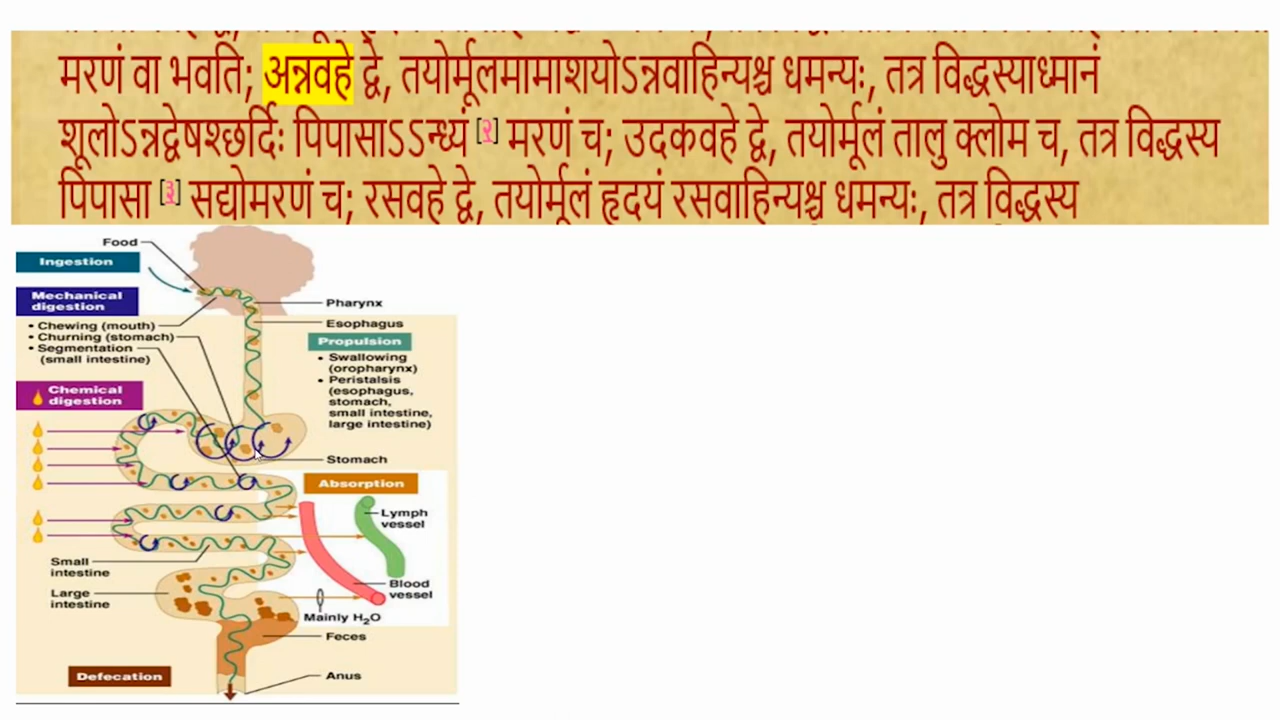 मरणं वा भवति; अन्नवहे द्वे, तयोर्मूलमामाशयोऽन्नवाहिन्यश्च धमन्यः, तत्र विद्धस्याध्मानं
शूलोऽन्नद्वेषश्छर्दिः पिपासाऽऽन्ध्यं [२] मरणं च; उदकवहे द्वे, तयोर्मूलं तालु क्लोम च, तत्र विद्धस्य
पिपासा [३] सद्योमरणं च; रसवहे द्वे, तयोर्मूलं हृदयं रसवाहिन्यश्च धमन्यः, तत्र विद्धस्य
Food
Ingestion
Mechanical
digestion
Pharynx
• Chewing (mouth)
• Churning (stomach)
• Segmentation
(small intestine)
Esophagus
Propulsion
• Swallowing
(oropharynx)
• Peristalsis
(esophagus,
stomach,
small intestine,
large intestine)
Chemical
digestion
Stomach
Absorption
Lymph
vessel
Small
intestine
Blood
vessel
Large
intestine
Mainly H₂O
Feces
Defecation
Anus